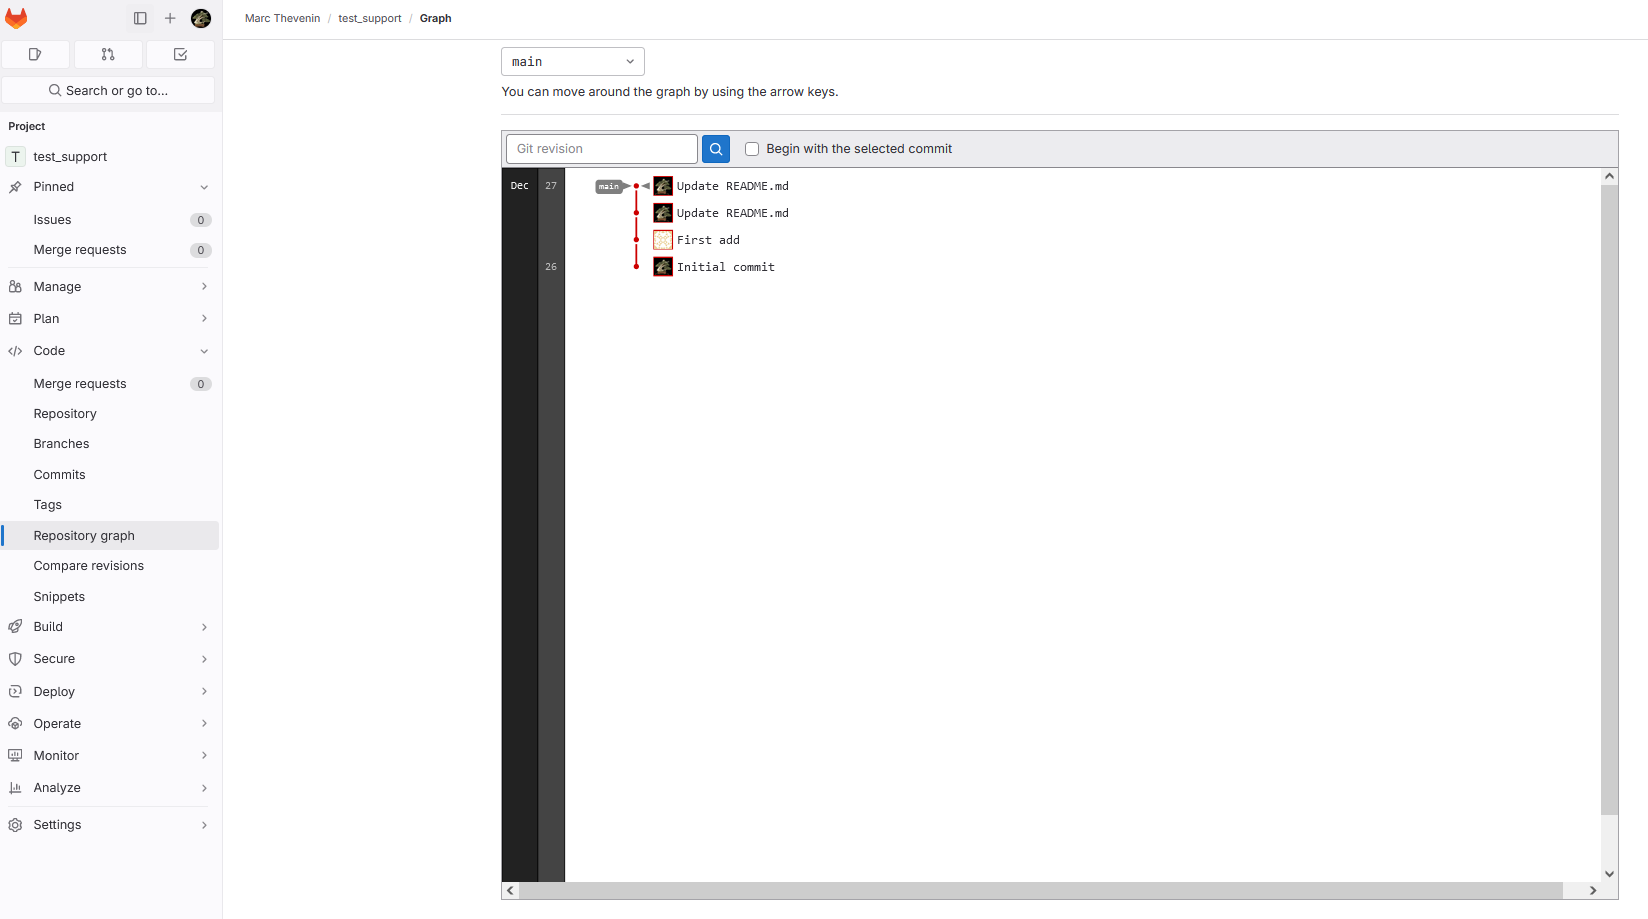 Marc Thevenin / test_support / Graph
Search or go to...
Project
T test_support
Pinned
Issues 0
Merge requests 0
Manage
Plan
Code
Merge requests 0
Repository
Branches
Commits
Tags
Repository graph
Compare revisions
Snippets
Build
Secure
Deploy
Operate
Monitor
Analyze
Settings
main
You can move around the graph by using the arrow keys.
Git revision
Begin with the selected commit
Dec 27 main Update README.md
Update README.md
First add
26 Initial commit